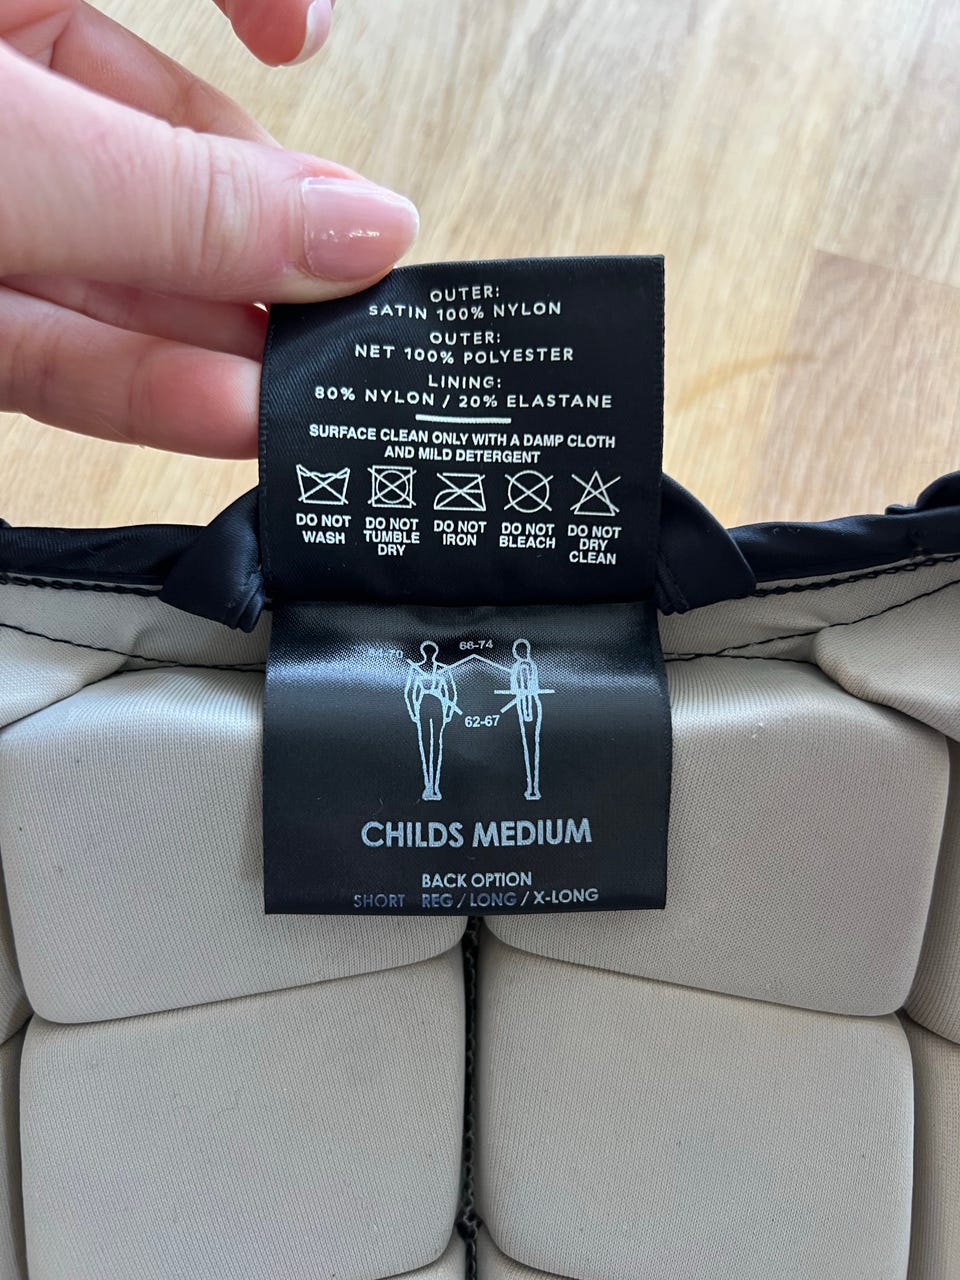 OUTER:
SATIN 100% NYLON
OUTER:
NET 100% POLYESTER
LINING:
80% NYLON / 20% ELASTANE
SURFACE CLEAN ONLY WITH A DAMP CLOTH
AND MILD DETERGENT
DO NOT WASH
DO NOT TUMBLE DRY
DO NOT IRON
DO NOT BLEACH
DO NOT DRY CLEAN
66-74
62-67
CHILDS MEDIUM
BACK OPTION
SHORT REG / LONG / X-LONG